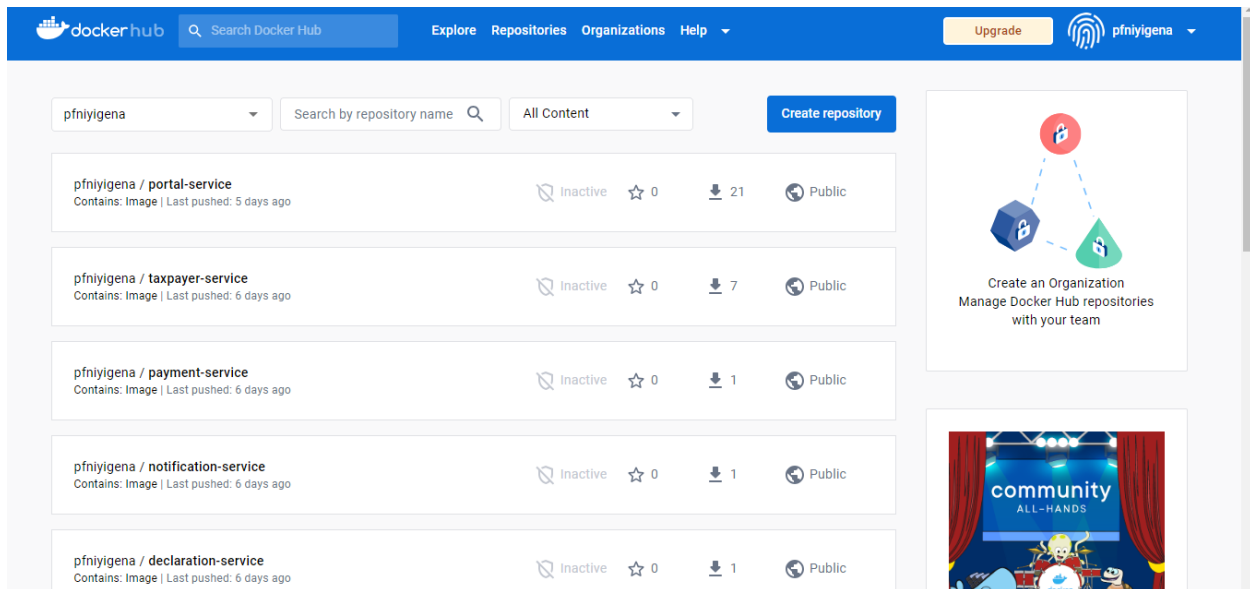 dockerhub Search Docker Hub Explore Repositories Organizations Help Upgrade pfniyigena
pfniyigena Search by repository name All Content Create repository
pfniyigena / portal-service
Contains: Image | Last pushed: 5 days ago
Inactive 0 21 Public
pfniyigena / taxpayer-service
Contains: Image | Last pushed: 6 days ago
Inactive 0 7 Public
pfniyigena / payment-service
Contains: Image | Last pushed: 6 days ago
Inactive 0 1 Public
pfniyigena / notification-service
Contains: Image | Last pushed: 6 days ago
Inactive 0 1 Public
pfniyigena / declaration-service
Contains: Image | Last pushed: 6 days ago
Inactive 0 1 Public
Create an Organization
Manage Docker Hub repositories
with your team
community
ALL-HANDS